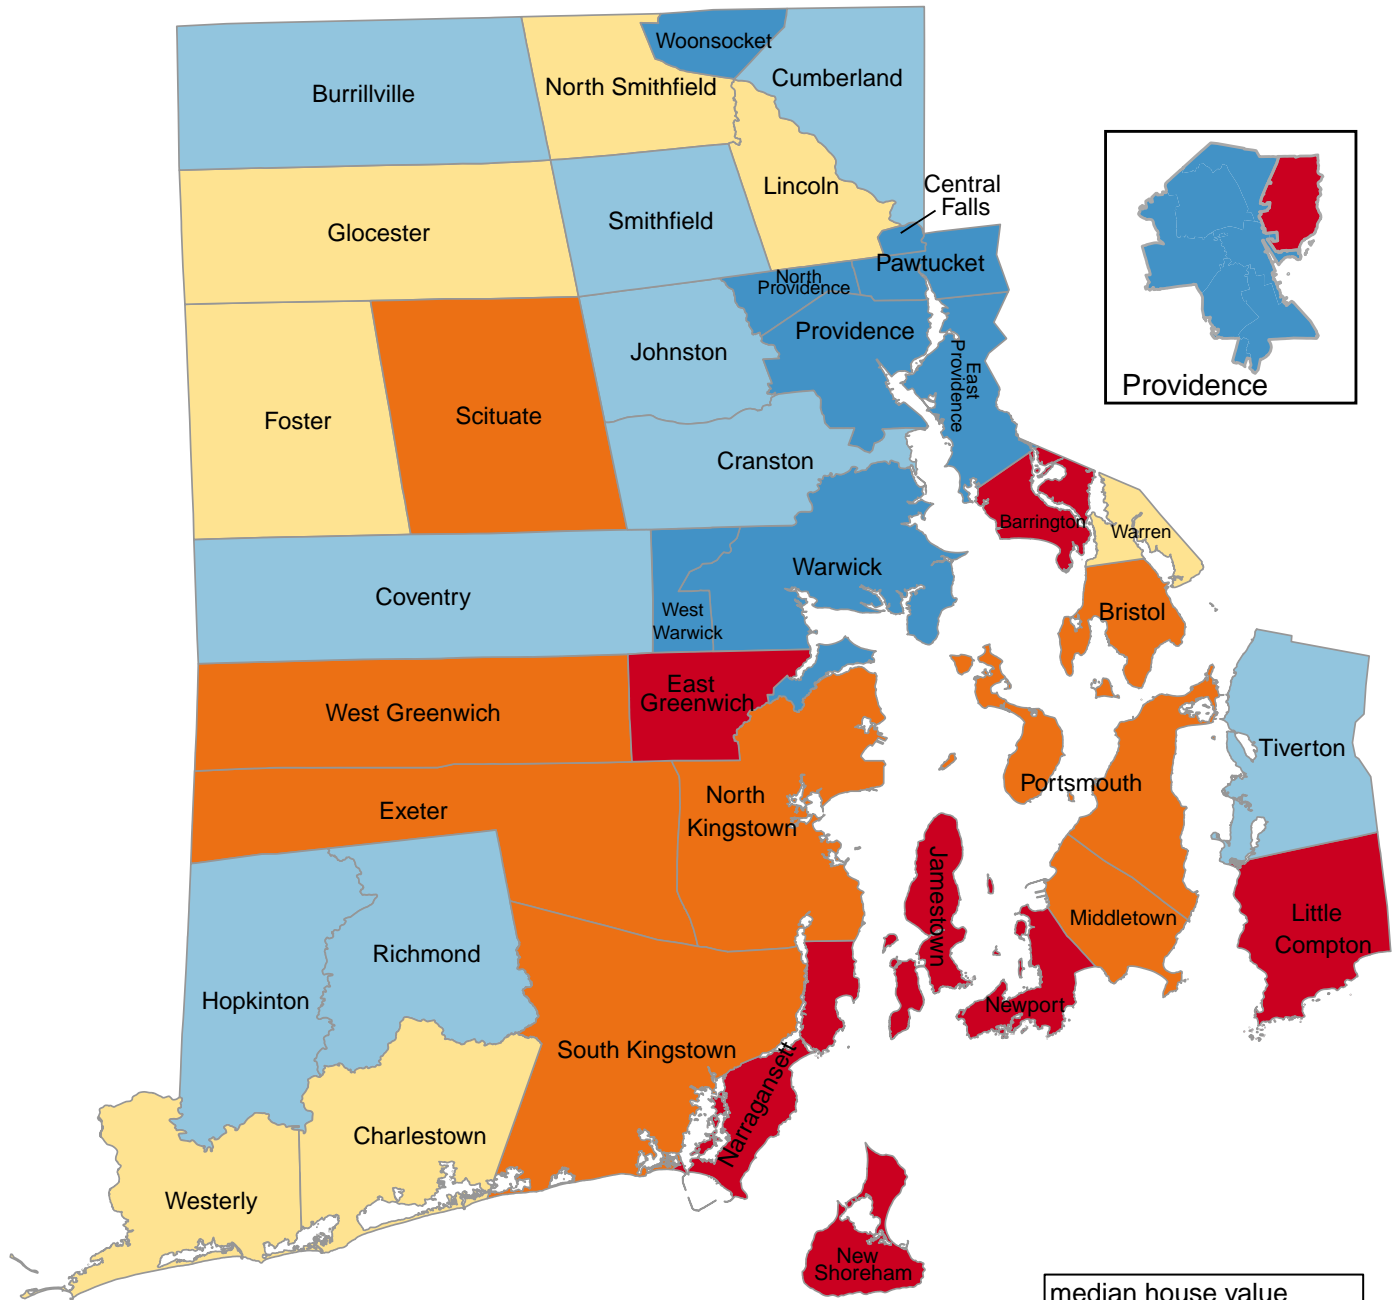 Woonsocket
Cumberland
North Smithfield
Burrillville
Central
Falls
Lincoln
Smithfield
Glocester
Pawtucket
North
Providence
Providence
Johnston
East
Providence
Providence
Scituate
Foster
Cranston
Barrington
Warren
Warwick
Coventry
West
Warwick
Bristol
East
Greenwich
West Greenwich
Tiverton
Portsmouth
North
Kingstown
Exeter
Jamestown
Middletown
Little
Compton
Richmond
Hopkinton
Newport
South Kingstown
Narragansett
Charlestown
Westerly
New
Shoreham
median house value